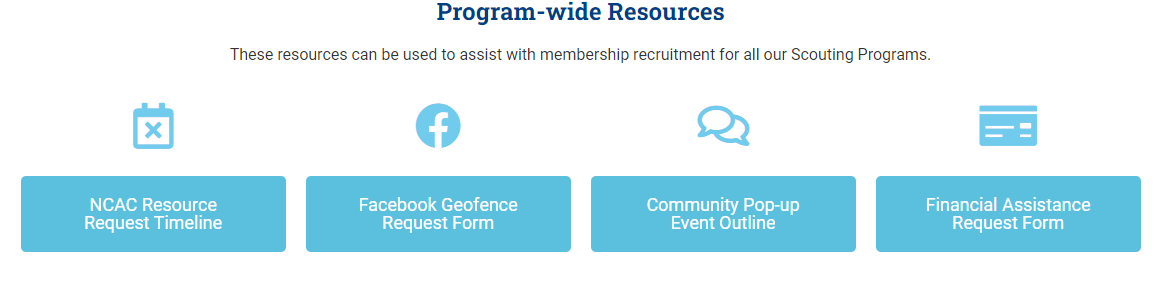 Program-wide Resources
These resources can be used to assist with membership recruitment for all our Scouting Programs.
NCAC Resource
Request Timeline
Facebook Geofence
Request Form
Community Pop-up
Event Outline
Financial Assistance
Request Form